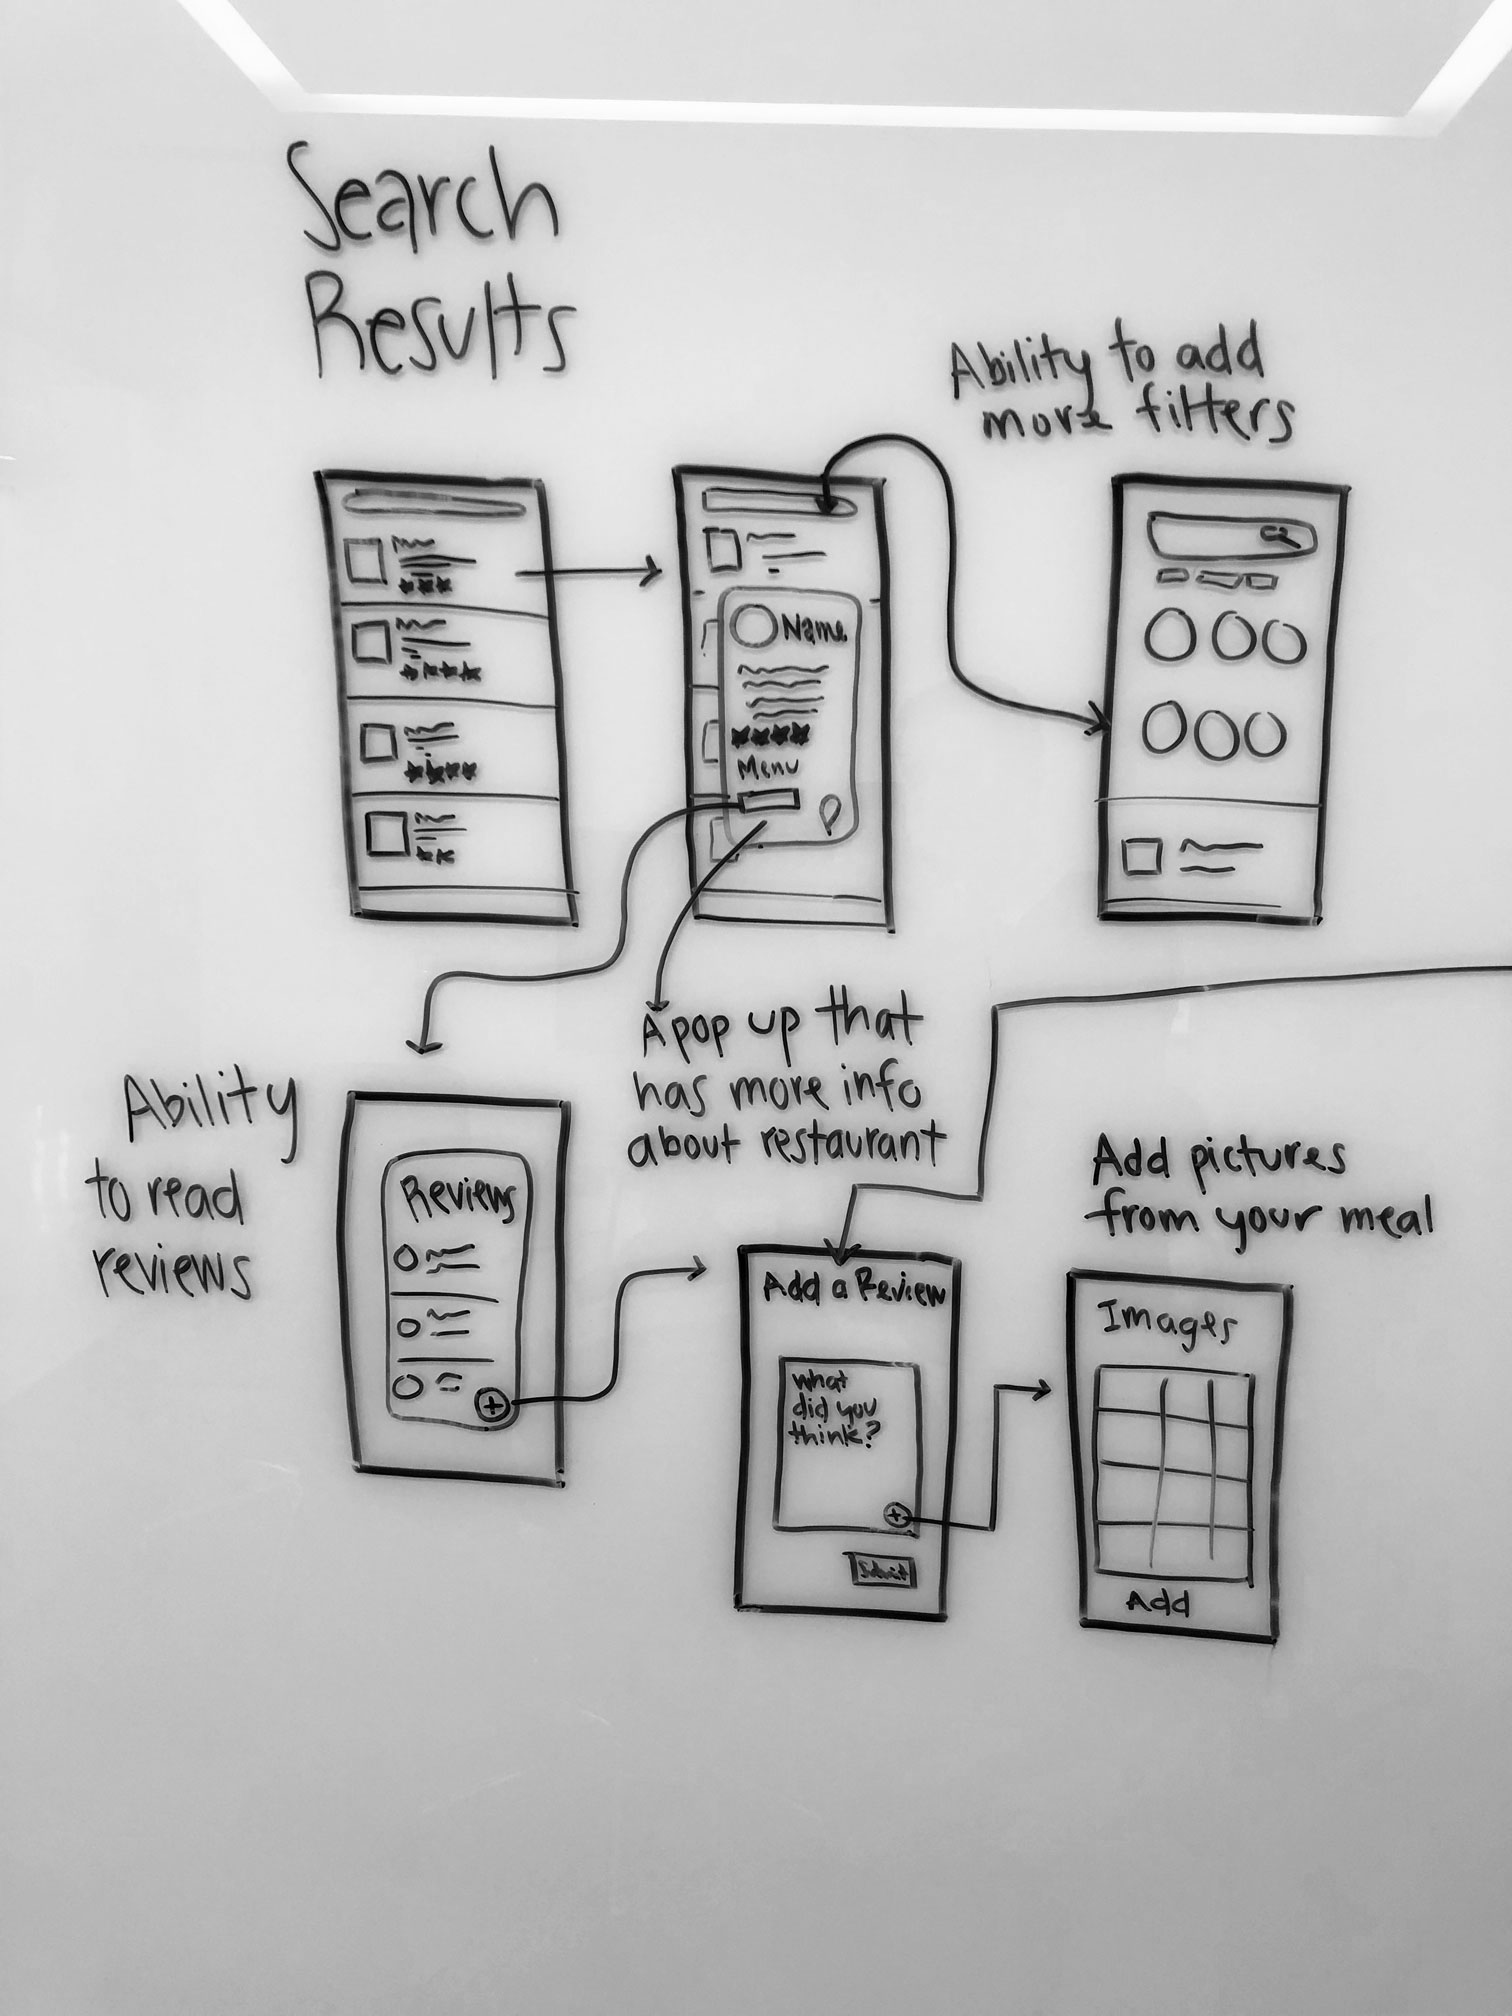 Search
Results
Ability to add
more filters
Name
Menu
A pop up that
has more info
about restaurant
Ability
to read
reviews
Reviews
Add a Review
What
did you
think?
Submit
Add pictures
from your meal
Images
Add